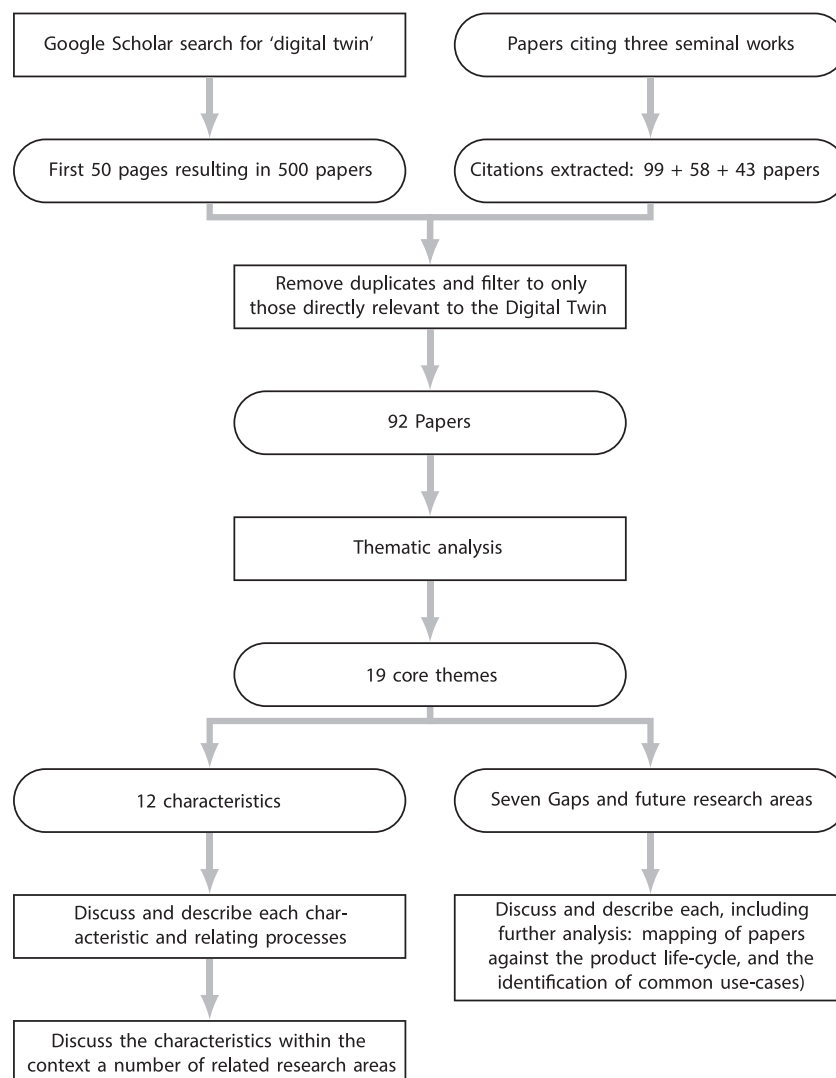 Google Scholar search for ‘digital twin’
Papers citing three seminal works
First 50 pages resulting in 500 papers
Citations extracted: 99 + 58 + 43 papers
Remove duplicates and filter to only
those directly relevant to the Digital Twin
92 Papers
Thematic analysis
19 core themes
12 characteristics
Seven Gaps and future research areas
Discuss and describe each char-
acteristic and relating processes
Discuss and describe each, including
further analysis: mapping of papers
against the product life-cycle, and the
identification of common use-cases)
Discuss the characteristics within the
context a number of related research areas